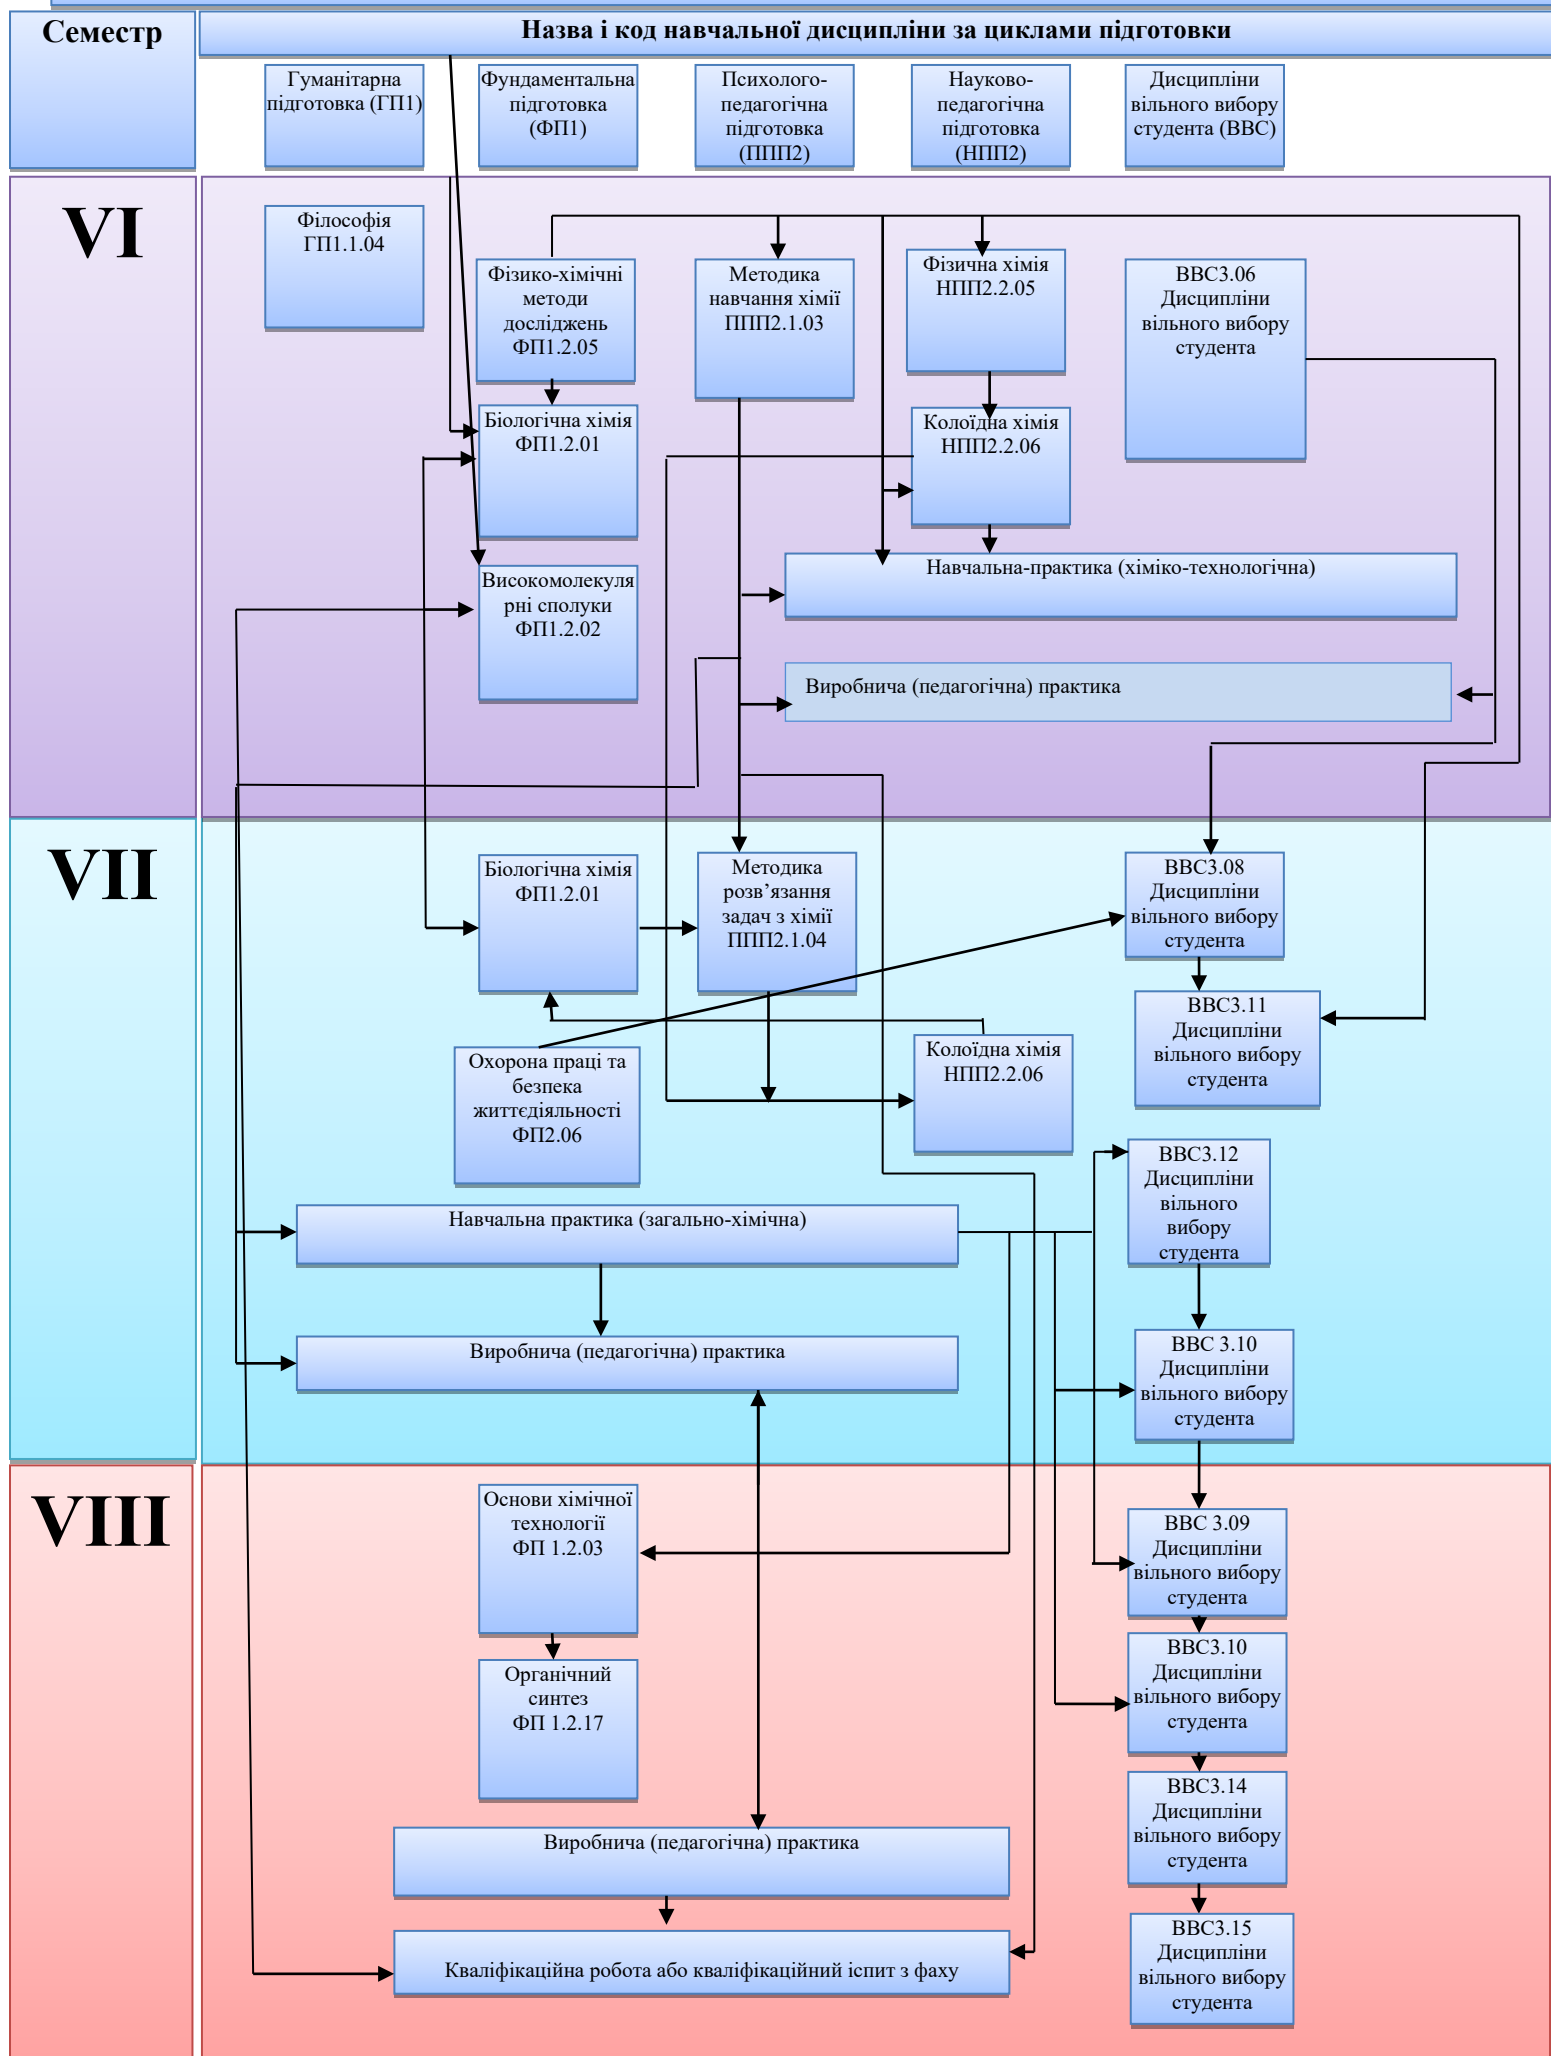 Семестр
Назва і код навчальної дисципліни за циклами підготовки
Гуманітарна
підготовка (ГП1)
Фундаментальна
підготовка
(ФП1)
Психолого-
педагогічна
підготовка
(ППП2)
Науково-
педагогічна
підготовка
(НПП2)
Дисципліни
вільного вибору
студента (ВВС)
VI
Філософія
ГП1.1.04
Фізико-хімічні
методи
досліджень
ФП1.2.05
Методика
навчання хімії
ППП2.1.03
Фізична хімія
НПП2.2.05
ВВС3.06
Дисципліни
вільного вибору
студента
Біологічна хімія
ФП1.2.01
Колоїдна хімія
НПП2.2.06
Високомолекуля
рні сполуки
ФП1.2.02
Навчальна-практика (хіміко-технологічна)
Виробнича (педагогічна) практика
VII
Біологічна хімія
ФП1.2.01
Методика
розв’язання
задач з хімії
ППП2.1.04
ВВС3.08
Дисципліни
вільного вибору
студента
ВВС3.11
Дисципліни
вільного вибору
студента
Охорона праці та
безпека
життєдіяльності
ФП2.06
Колоїдна хімія
НПП2.2.06
ВВС3.12
Дисципліни
вільного
вибору
студента
Навчальна практика (загально-хімічна)
Виробнича (педагогічна) практика
ВВС 3.10
Дисципліни
вільного вибору
студента
VIII
Основи хімічної
технології
ФП 1.2.03
ВВС 3.09
Дисципліни
вільного вибору
студента
Органічний
синтез
ФП 1.2.17
ВВС3.10
Дисципліни
вільного вибору
студента
ВВС3.14
Дисципліни
вільного вибору
студента
Виробнича (педагогічна) практика
ВВС3.15
Дисципліни
вільного вибору
студента
Кваліфікаційна робота або кваліфікаційний іспит з фаху